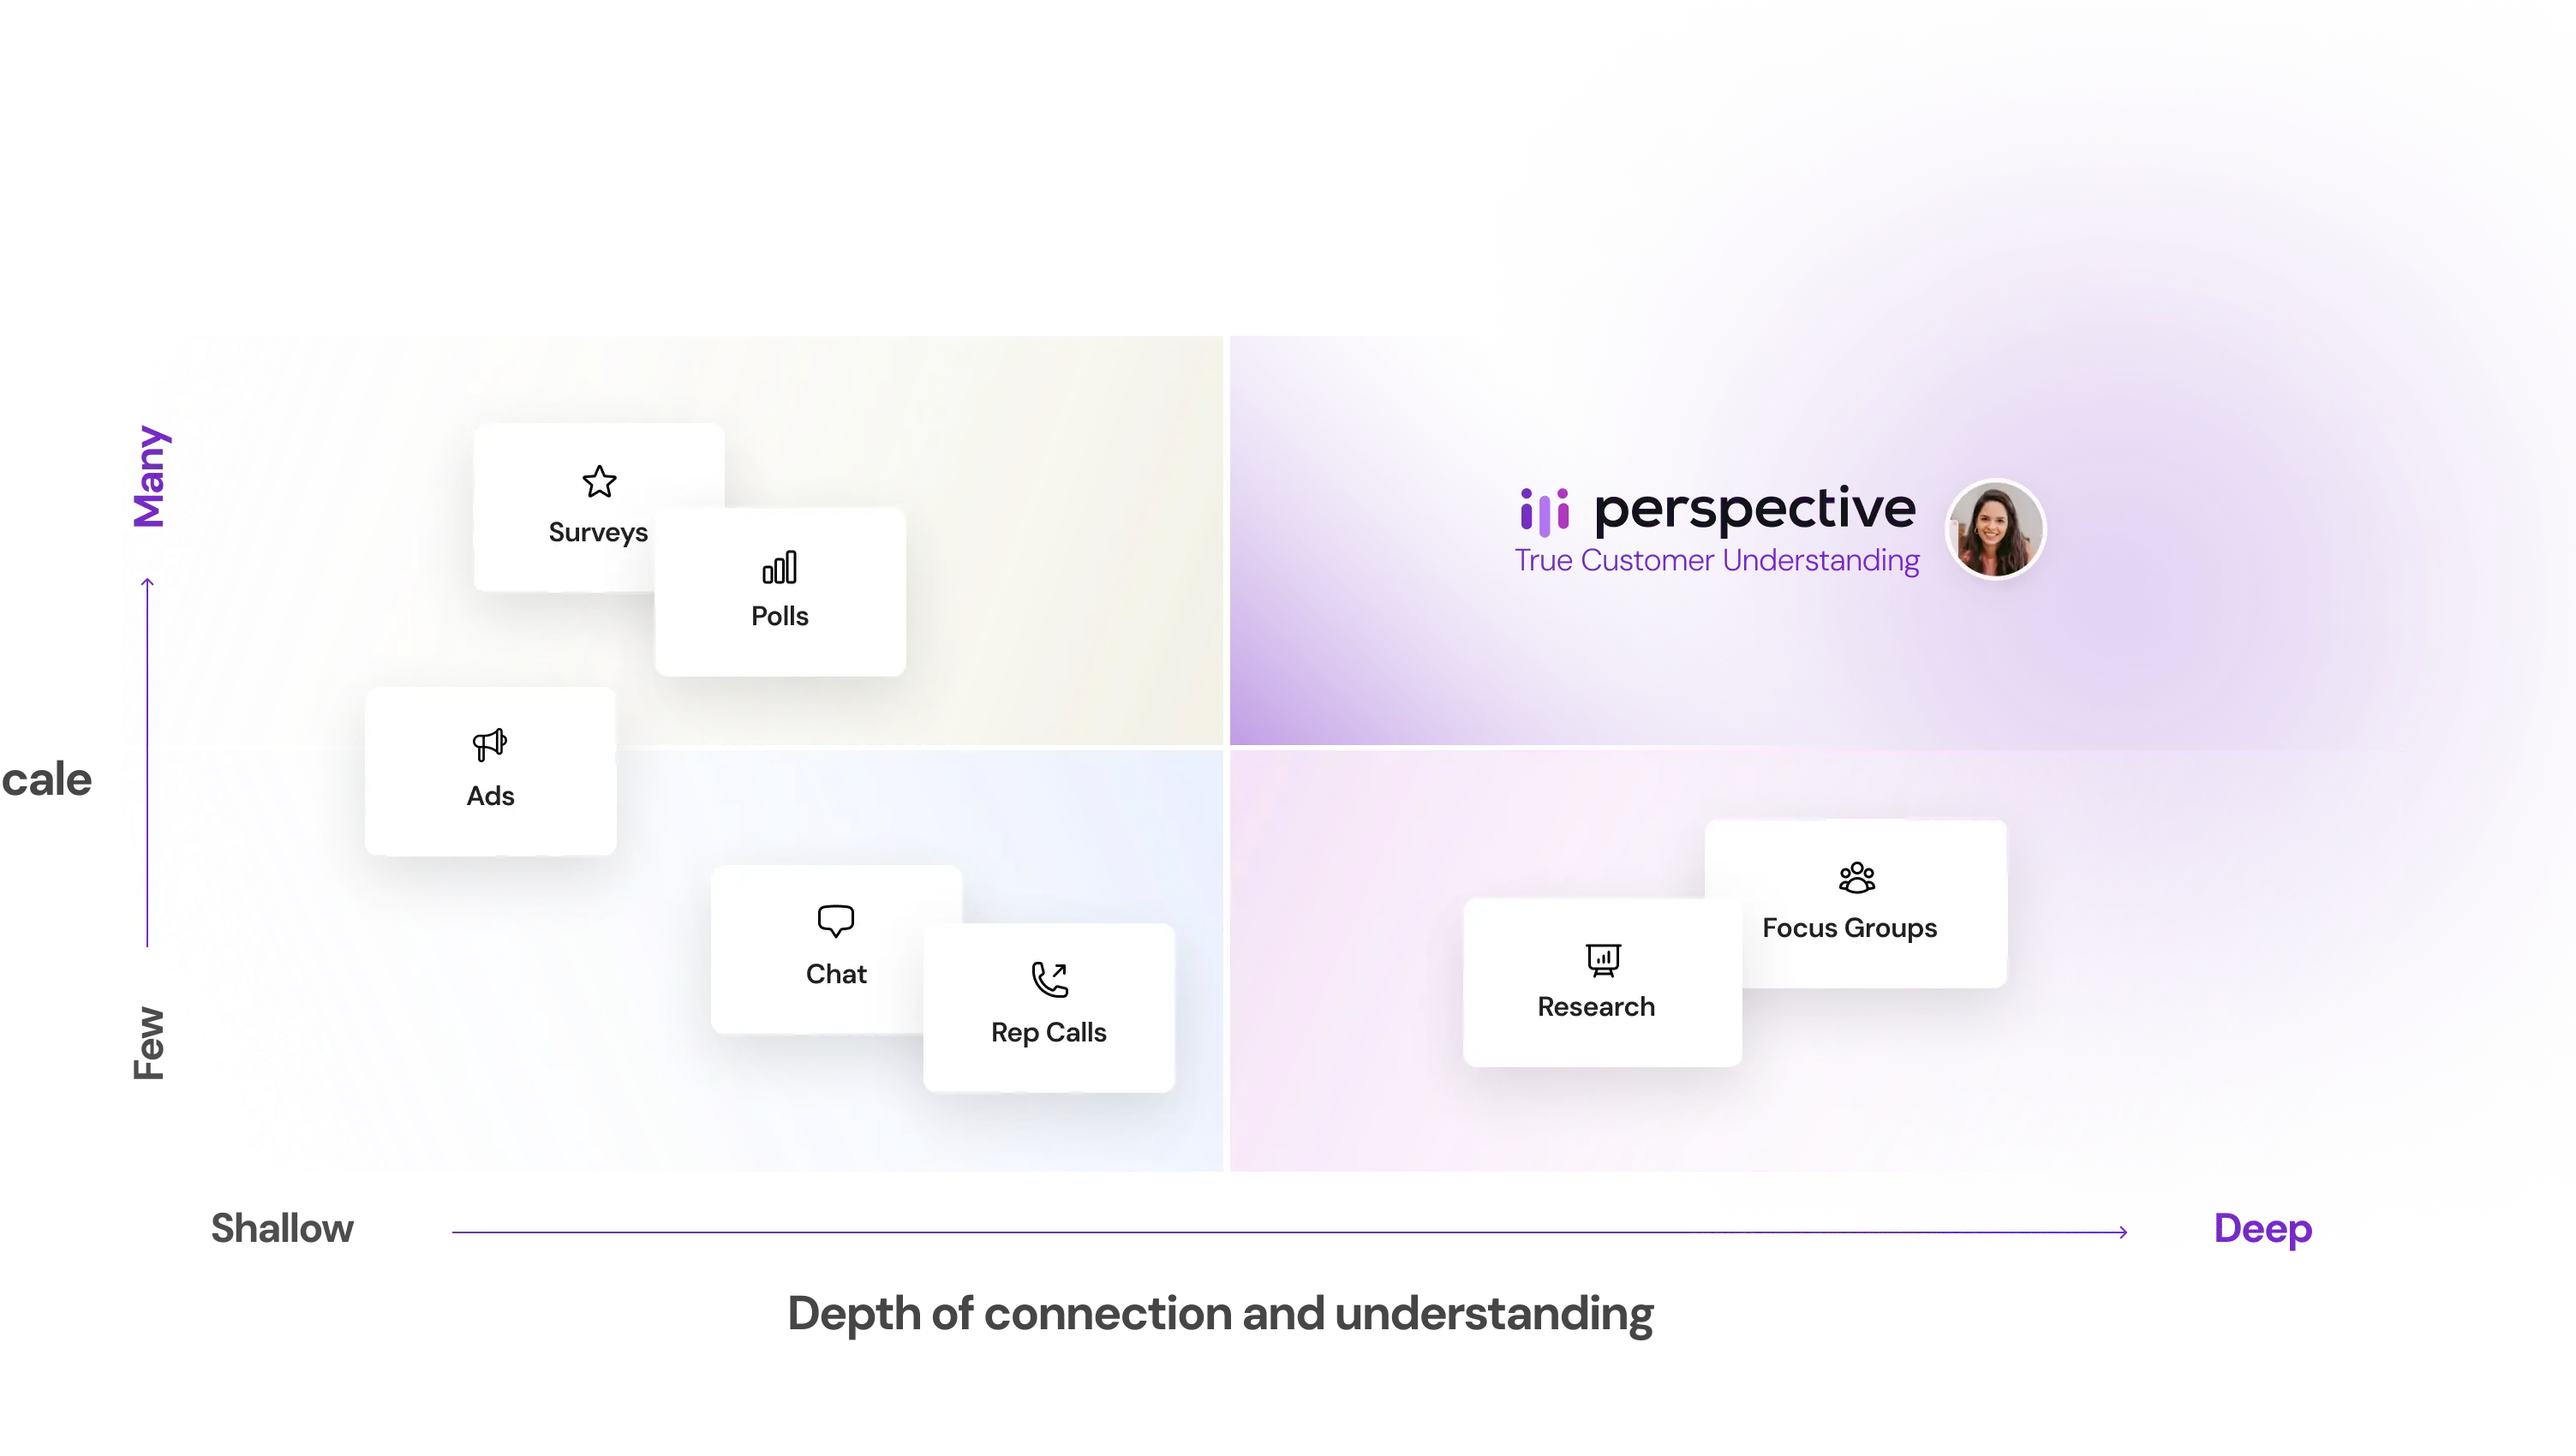 Many
Surveys
Polls
perspective
True Customer Understanding
Ads
cale
Chat
Rep Calls
Focus Groups
Research
Few
Shallow
Deep
Depth of connection and understanding